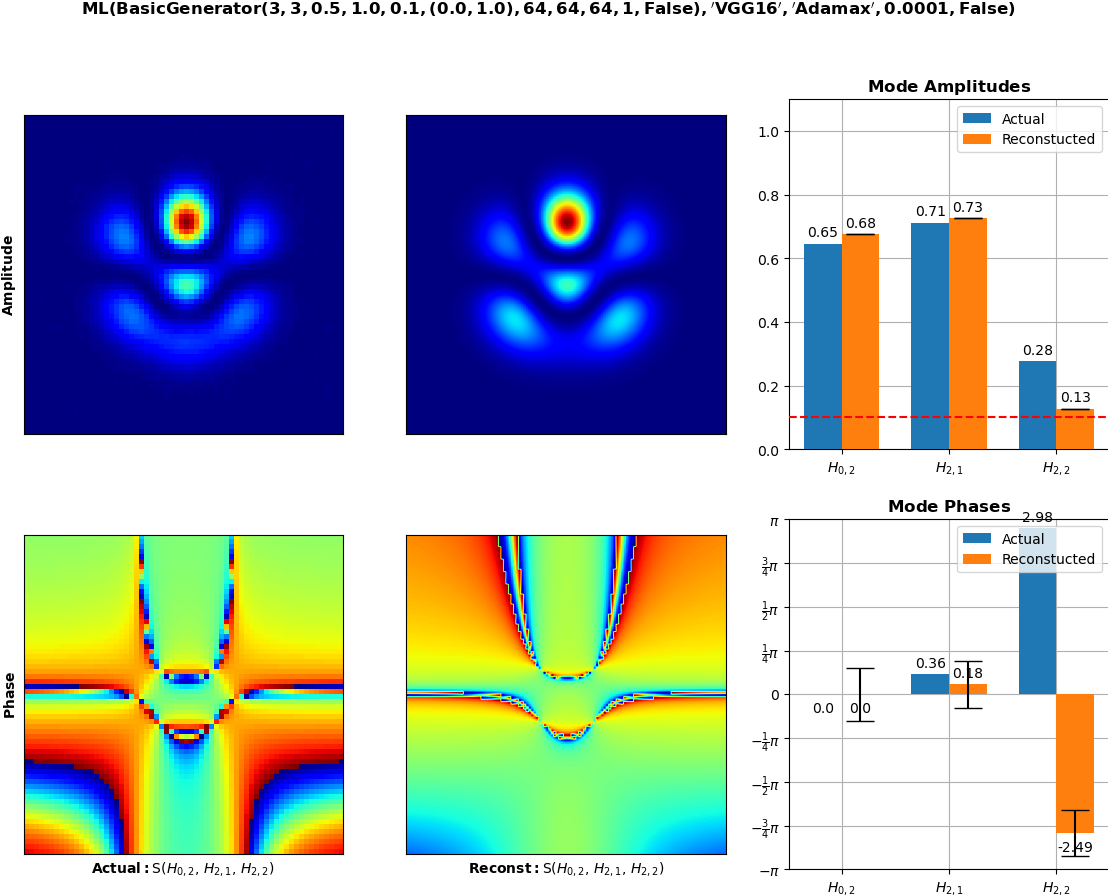 ML(BasicGenerator(3, 3, 0.5, 1.0, 0.1, (0.0, 1.0), 64, 64, 64, 1, False), ′VGG16′, ′Adamax′, 0.0001, False)
Mode Amplitudes
Actual
Reconstucted
1.0
0.8
0.6
0.4
0.2
0.0
0.65
0.68
0.71
0.73
0.28
0.13
H0, 2
H2, 1
H2, 2
Amplitude
Mode Phases
Actual
Reconstucted
π
3/4π
1/2π
1/4π
0
−1/4π
−1/2π
−3/4π
−π
0.0
0.0
0.36
0.18
2.98
-2.49
H0, 2
H2, 1
H2, 2
Phase
Actual: S(H0, 2, H2, 1, H2, 2)
Reconst: S(H0, 2, H2, 1, H2, 2)